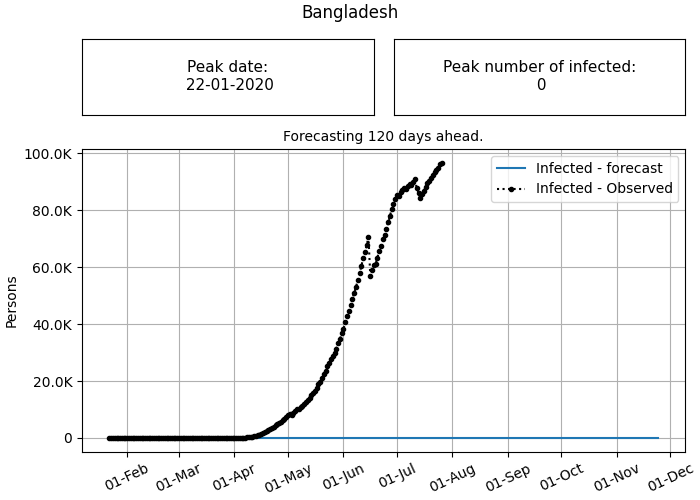 Bangladesh
Peak date:
22-01-2020
Peak number of infected:
0
Forecasting 120 days ahead.
100.0K
80.0K
60.0K
40.0K
20.0K
0
Persons
Infected - forecast
Infected - Observed
01-Feb
01-Mar
01-Apr
01-May
01-Jun
01-Jul
01-Aug
01-Sep
01-Oct
01-Nov
01-Dec